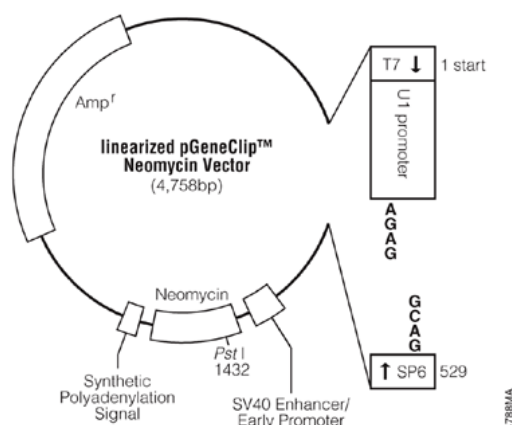 T7 ↓ 1 start
U1 promoter
Ampʳ
linearized pGeneClip™
Neomycin Vector
(4,758bp)
A
G
A
G
G
C
A
G
Neomycin
Pst I
1432
↑ SP6 529
Synthetic
Polyadenylation
Signal
SV40 Enhancer/
Early Promoter
788MA